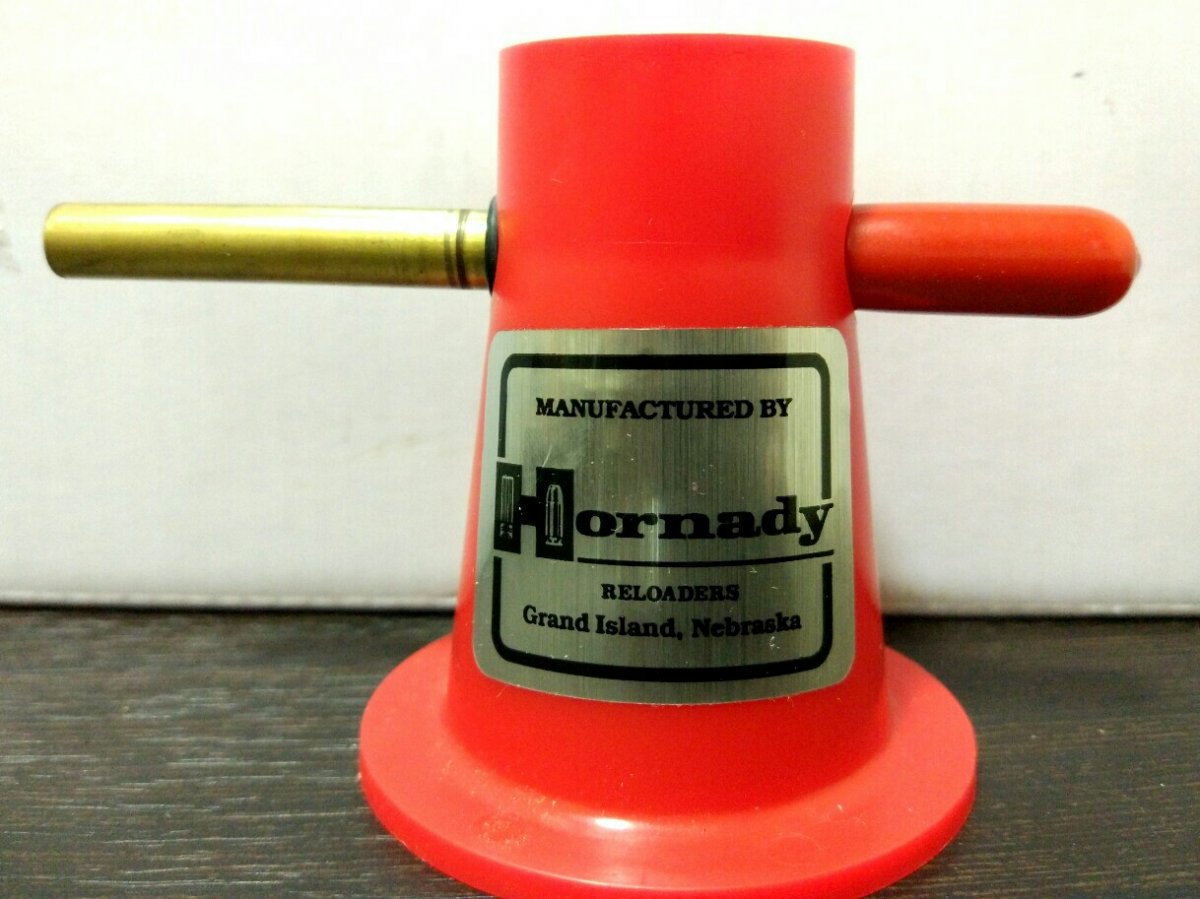 MANUFACTURED BY
Hornady
RELOADERS
Grand Island, Nebraska